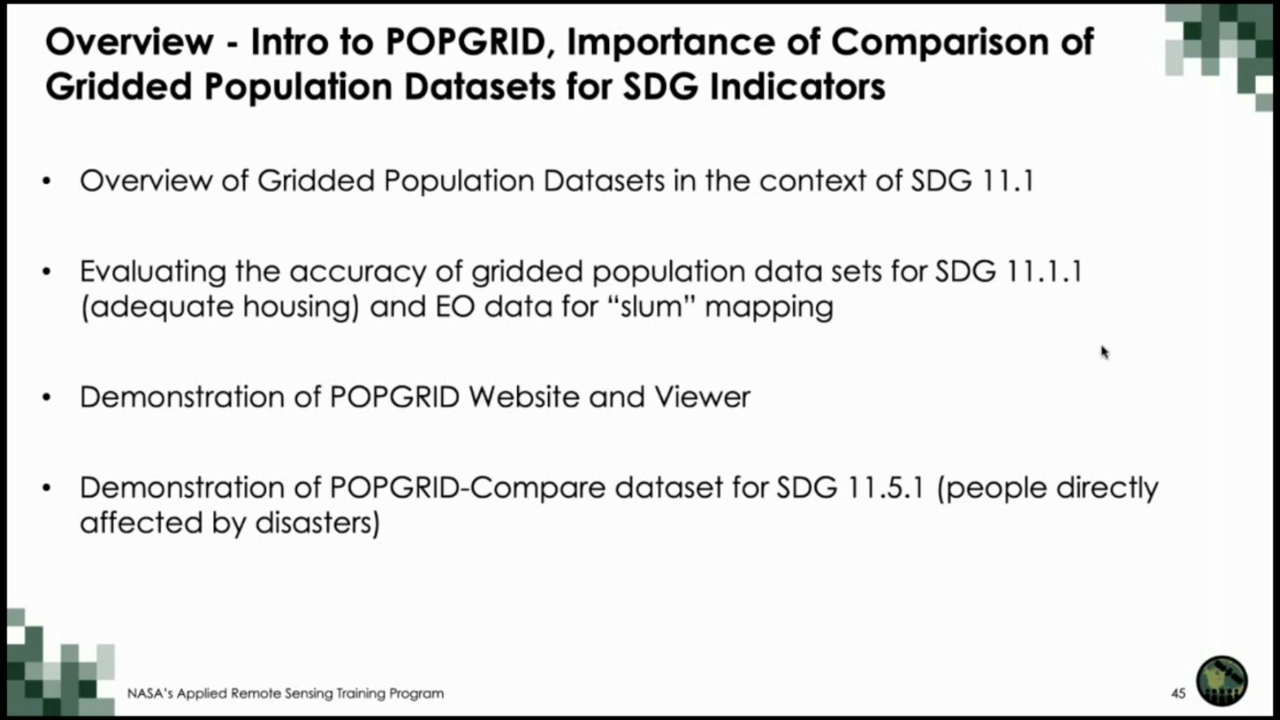 Overview - Intro to POPGRID, Importance of Comparison of
Gridded Population Datasets for SDG Indicators
• Overview of Gridded Population Datasets in the context of SDG 11.1
• Evaluating the accuracy of gridded population data sets for SDG 11.1.1
(adequate housing) and EO data for “slum” mapping
• Demonstration of POPGRID Website and Viewer
• Demonstration of POPGRID-Compare dataset for SDG 11.5.1 (people directly
affected by disasters)
NASA's Applied Remote Sensing Training Program
45